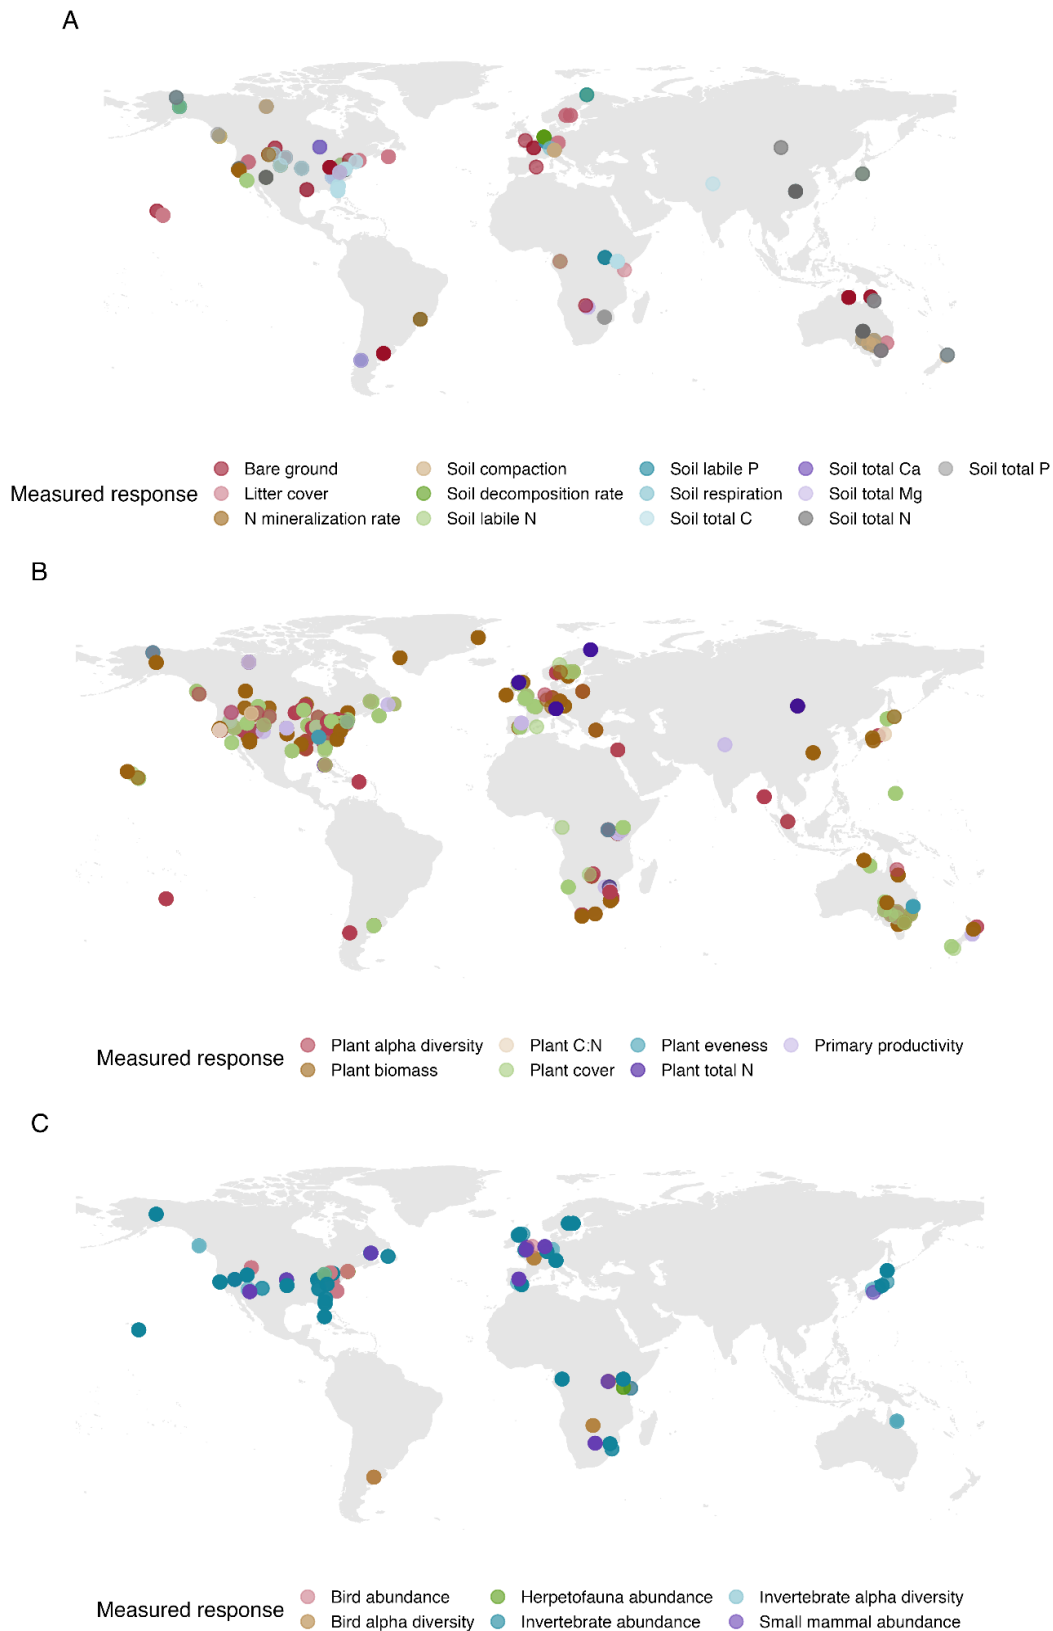 A
Bare ground Soil compaction Soil labile P Soil total Ca Soil total P
Measured response Litter cover Soil decomposition rate Soil respiration Soil total Mg
N mineralization rate Soil labile N Soil total C Soil total N
B
Plant alpha diversity Plant C:N Plant eveness Primary productivity
Measured response
Plant biomass Plant cover Plant total N
C
Bird abundance Herpetofauna abundance Invertebrate alpha diversity
Measured response
Bird alpha diversity Invertebrate abundance Small mammal abundance